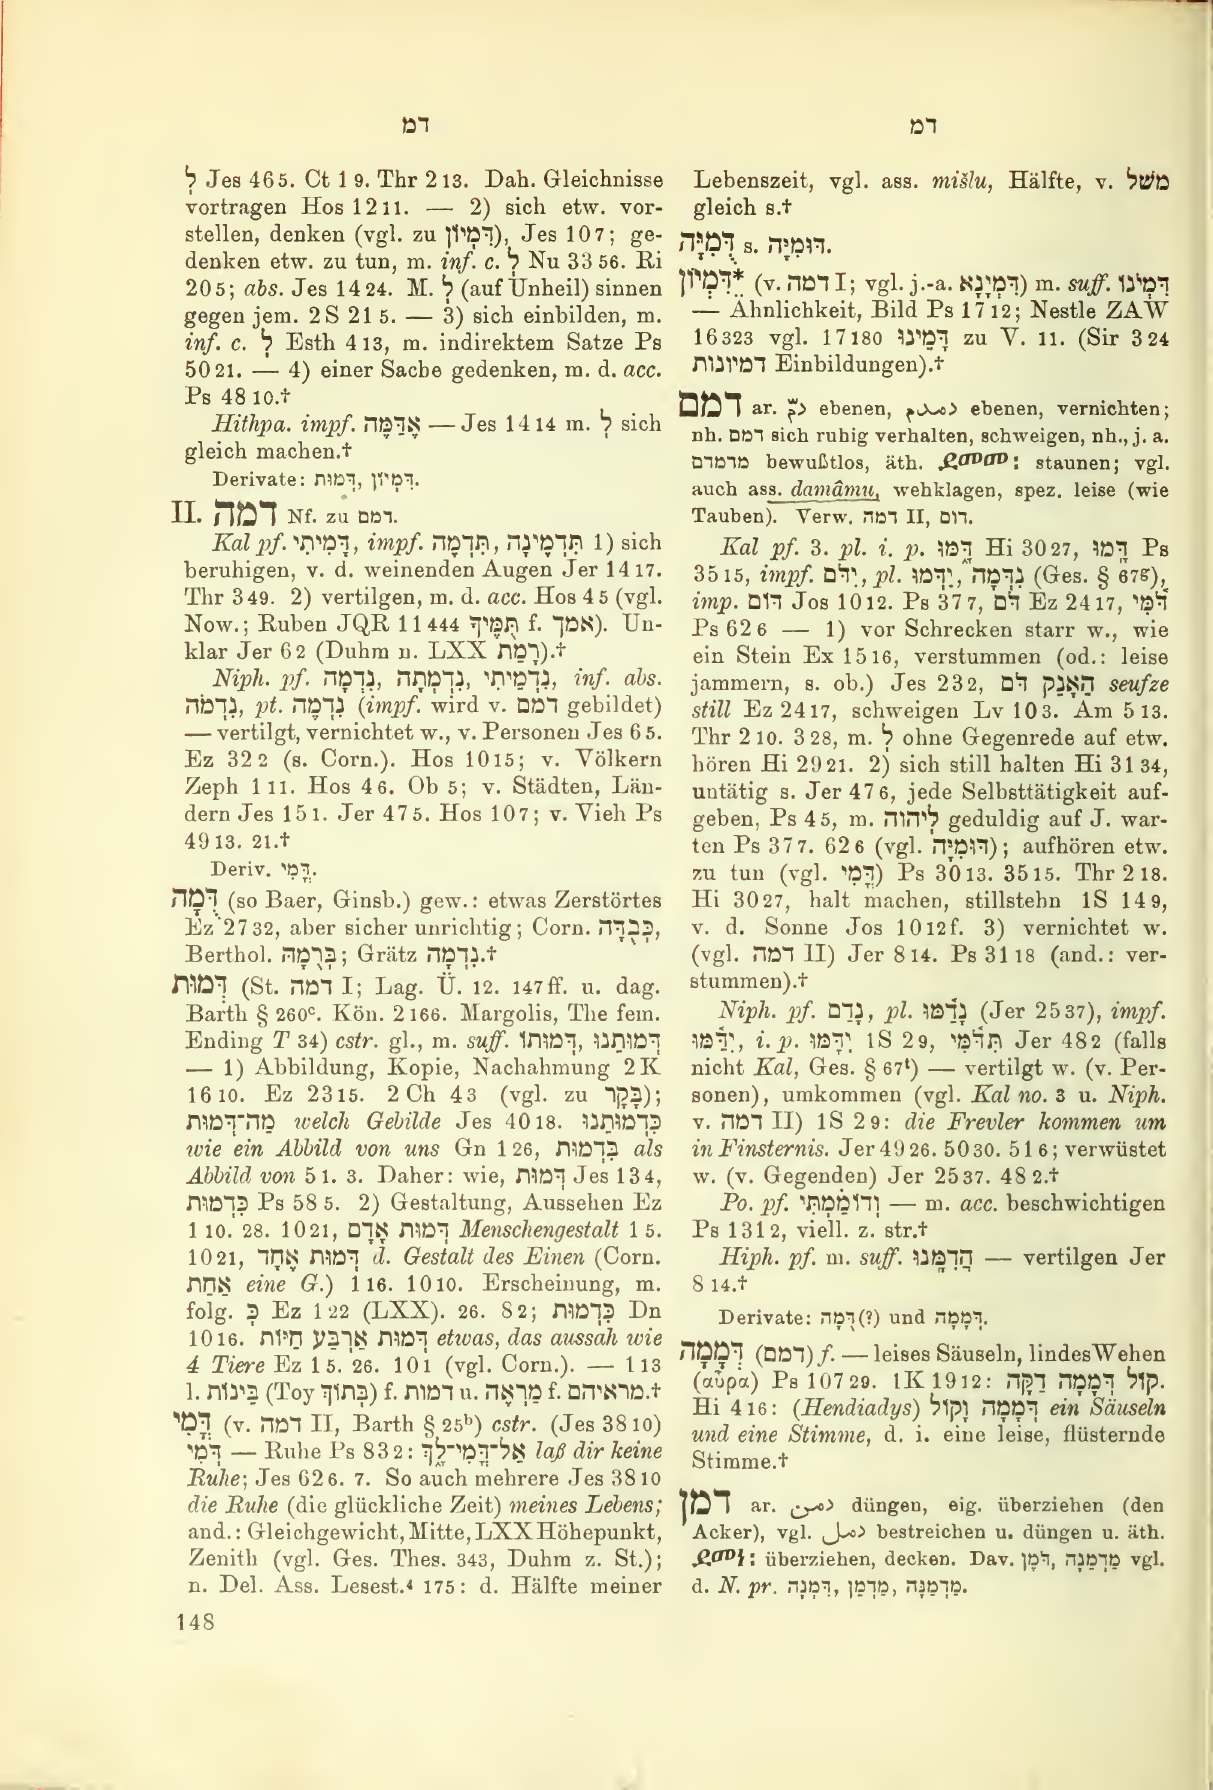 דמ
דמ
לְ Jes 46 5. Ct 1 9. Thr 2 13. Dah. Gleichnisse
vortragen Hos 12 11. — 2) sich etw. vor-
stellen, denken (vgl. zu דִּמְיוֹן), Jes 10 7; ge-
denken etw. zu tun, m. inf. c. לְ Nu 33 56. Ri
20 5; abs. Jes 14 24. M. לְ (auf Unheil) sinnen
gegen jem. 2 S 21 5. — 3) sich einbilden, m.
inf. c. לְ Esth 4 13, m. indirektem Satze Ps
50 21. — 4) einer Sache gedenken, m. d. acc.
Ps 48 10.†
Hithpa. impf. אֶדַּמֶּה — Jes 14 14 m. לְ sich
gleich machen.†
Derivate: דְּמוּת, דִּמְיוֹן.
II. דמה Nf. zu דמם.
Kal pf. דָּמִיתִי, impf. תִּדְמֶה, תִּדְמֶינָה 1) sich
beruhigen, v. d. weinenden Augen Jer 14 17.
Thr 3 49. 2) vertilgen, m. d. acc. Hos 4 5 (vgl.
Now.; Ruben JQR 11 444 תֻּמֶּיךָ f. אמך). Un-
klar Jer 6 2 (Duhm u. LXX רָמֹת).†
Niph. pf. נִדְמָה, נִדְמְתָה, נִדְמֵיתִי, inf. abs.
נִדְמֹה, pt. נִדְמֶה (impf. wird v. דמם gebildet)
— vertilgt, vernichtet w., v. Personen Jes 6 5.
Ez 32 2 (s. Corn.). Hos 10 15; v. Völkern
Zeph 1 11. Hos 4 6. Ob 5; v. Städten, Län-
dern Jes 15 1. Jer 47 5. Hos 10 7; v. Vieh Ps
49 13. 21.†
Deriv. דֳּמִי.
דֻּמָה (so Baer, Ginsb.) gew.: etwas Zerstörtes
Ez 27 32, aber sicher unrichtig; Corn. כְּבֻדָּה,
Berthol. ; Grätz נִדְמָה.†
דְּמוּת (St. דמה I; Lag. Ü. 12. 147ff. u. dag.
Barth § 260c. Kön. 2 166. Margolis, The fem.
Ending T 34) cstr. gl., m. suff. דְּמוּתוֹ, דְּמוּתֵנוּ
— 1) Abbildung, Kopie, Nachahmung 2 K
16 10. Ez 23 15. 2 Ch 4 3 (vgl. zu בָּקָר);
מַה־דְּמוּת welch Gebilde Jes 40 18. כִּדְמוּתֵנוּ
wie ein Abbild von uns Gn 1 26, בִּדְמוּת als
Abbild von 5 1. 3. Daher: wie, דְּמוּת Jes 13 4,
כִּדְמוּת Ps 58 5. 2) Gestaltung, Aussehen Ez
1 10. 28. 10 21, דְּמוּת אָדָם Menschengestalt 1 5.
10 21, דְּמוּת אֶחָד d. Gestalt des Einen (Corn.
אַחַת eine G.) 1 16. 10 10. Erscheinung, m.
folg. כְּ Ez 1 22 (LXX). 26. 8 2; כִּדְמוּת Dn
10 16. דְּמוּת אַרְבַּע חַיּוֹת etwas, das aussah wie
4 Tiere Ez 1 5. 26. 10 1 (vgl. Corn.). — 1 13
l. בֵּינוֹת (Toy בְּתוֹךְ) f. דמות u. מַרְאֶה f. מראיהם.†
דֳּמִי (v. דמה II, Barth § 25b) cstr. (Jes 38 10)
דְּמִי — Ruhe Ps 83 2: אַל־דֳּמִי־לָךְ laß dir keine
Ruhe; Jes 62 6. 7. So auch mehrere Jes 38 10
die Ruhe (die glückliche Zeit) meines Lebens;
and.: Gleichgewicht, Mitte, LXX Höhepunkt,
Zenith (vgl. Ges. Thes. 343, Duhm z. St.);
n. Del. Ass. Lesest.4 175: d. Hälfte meiner
Lebenszeit, vgl. ass. mišlu, Hälfte, v. משל
gleich s.†
דֻּמִיָּה s. דּוּמִיָּה.
דִּמְיוֹן* (v. דמה I; vgl. j.-a. דִּמְיָנָא) m. suff. דִּמְיֹנוֹ
— Ähnlichkeit, Bild Ps 17 12; Nestle ZAW
16 323 vgl. 17 180 דִּמִּינוּ zu V. 11. (Sir 3 24
דמיונות Einbildungen).†
דמם ar. دمّ ebenen, دمدم ebenen, vernichten;
nh. דמם sich ruhig verhalten, schweigen, nh., j. a.
מדמדם bewußtlos, äth. ደመመ: staunen; vgl.
auch ass. damâmu, wehklagen, spez. leise (wie
Tauben). Verw. דמה II, דום.
Kal pf. 3. pl. i. p. דָּמּוּ Hi 30 27, דַּמּוּ Ps
35 15, impf. יִדֹּם, pl. יִדְּמוּ, נִדְּמָה (Ges. § 67g),
imp. דּוֹם Jos 10 12. Ps 37 7, דֹּם Ez 24 17, דֹּמִּי
Ps 62 6 — 1) vor Schrecken starr w., wie
ein Stein Ex 15 16, verstummen (od.: leise
jammern, s. ob.) Jes 23 2, הֵאָנֵק דֹּם seufze
still Ez 24 17, schweigen Lv 10 3. Am 5 13.
Thr 2 10. 3 28, m. לְ ohne Gegenrede auf etw.
hören Hi 29 21. 2) sich still halten Hi 31 34,
untätig s. Jer 47 6, jede Selbsttätigkeit auf-
geben, Ps 4 5, m. לַיהוה geduldig auf J. war-
ten Ps 37 7. 62 6 (vgl. דּוּמִיָּה); aufhören etw.
zu tun (vgl. דֳּמִי) Ps 30 13. 35 15. Thr 2 18.
Hi 30 27, halt machen, stillstehn 1S 14 9,
v. d. Sonne Jos 10 12 f. 3) vernichtet w.
(vgl. דמה II) Jer 8 14. Ps 31 18 (and.: ver-
stummen).†
Niph. pf. נָדַם, pl. נָדַמּוּ (Jer 25 37), impf.
יִדַּמּוּ, i. p. יִדָּמּוּ 1S 2 9, תִּדֹּמִּי Jer 48 2 (falls
nicht Kal, Ges. § 67t) — vertilgt w. (v. Per-
sonen), umkommen (vgl. Kal no. 3 u. Niph.
v. דמה II) 1S 2 9: die Frevler kommen um
in Finsternis. Jer 49 26. 50 30. 51 6; verwüstet
w. (v. Gegenden) Jer 25 37. 48 2.†
Po. pf. וְדוֹמַמְתִּי — m. acc. beschwichtigen
Ps 131 2, viell. z. str.†
Hiph. pf. m. suff. הֲדִמָּנוּ — vertilgen Jer
8 14.†
Derivate: דֻּמָה(?) und דְּמָמָה.
דְּמָמָה (דמם) f. — leises Säuseln, lindes Wehen
(αὔρα) Ps 107 29. 1K 19 12: קוֹל דְּמָמָה דַקָּה.
Hi 4 16: (Hendiadys) דְּמָמָה וָקוֹל ein Säuseln
und eine Stimme, d. i. eine leise, flüsternde
Stimme.†
דמן ar. دمن düngen, eig. überziehen (den
Acker), vgl. دمل bestreichen u. düngen u. äth.
ደመነ: überziehen, decken. Dav. דֹּמֶן, מַדְמֵנָה vgl.
d. N. pr. דִּמְנָה, מַדְמֵן, מַדְמַנָּה.
148